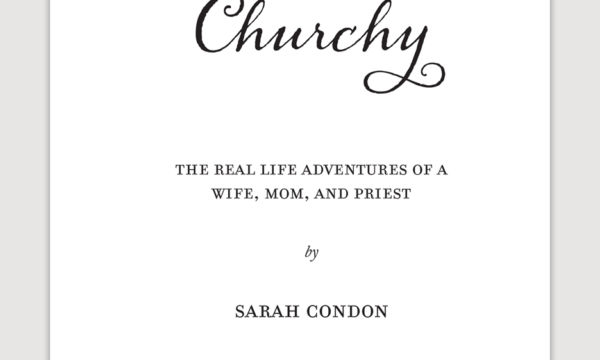 Churchy
THE REAL LIFE ADVENTURES OF A
WIFE, MOM, AND PRIEST
by
SARAH CONDON